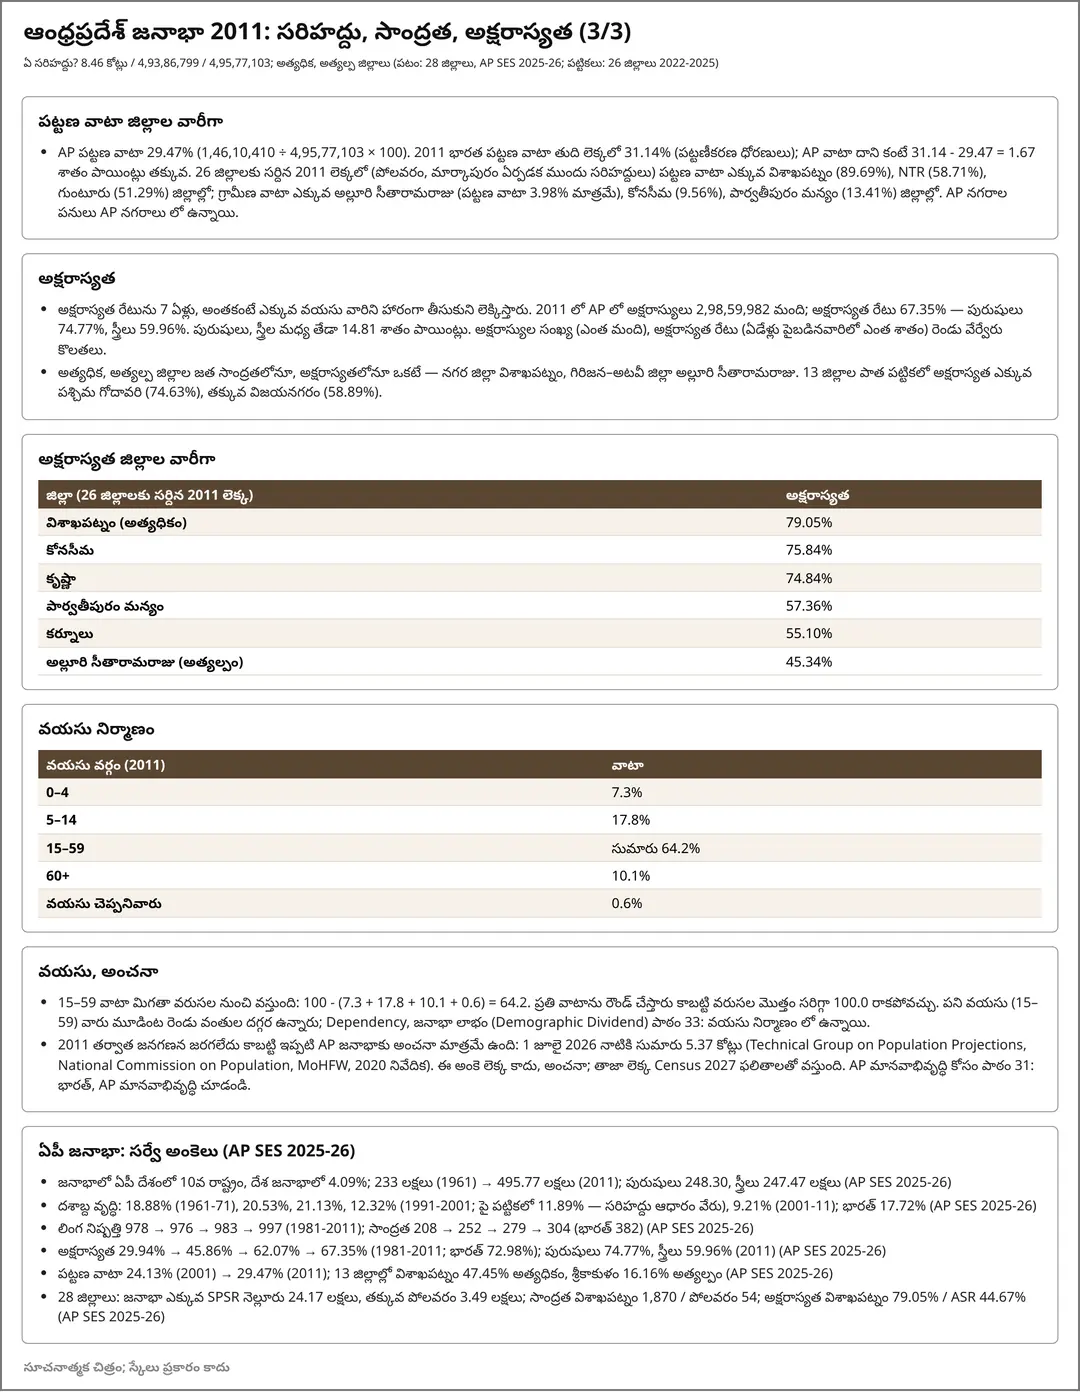 ఆంధ్రప్రదేశ్ జనాభా 2011: సరిహద్దు, సాంద్రత, అక్షరాస్యత (3/3)
ఏ సరిహద్దు? 8.46 కోట్లు / 4,93,86,799 / 4,95,77,103; అత్యధిక, అత్యల్ప జిల్లాలు (పటం: 28 జిల్లాలు, AP SES 2025-26; పట్టికలు: 26 జిల్లాలు 2022-2025)
పట్టణ వాటా జిల్లాల వారీగా
• AP పట్టణ వాటా 29.47% (1,46,10,410 ÷ 4,95,77,103 × 100). 2011 భారత పట్టణ వాటా తుది లెక్కలో 31.14% (పట్టణీకరణ ధోరణులు); AP వాటా దాని కంటే 31.14 - 29.47 = 1.67
శాతం పాయింట్లు తక్కువ. 26 జిల్లాలకు సర్దిన 2011 లెక్కలో (పోలవరం, మార్కాపురం ఏర్పడక ముందు సరిహద్దులు) పట్టణ వాటా ఎక్కువ విశాఖపట్నం (89.69%), NTR (58.71%),
గుంటూరు (51.29%) జిల్లాల్లో; గ్రామీణ వాటా ఎక్కువ అల్లూరి సీతారామరాజు (పట్టణ వాటా 3.98% మాత్రమే), కోనసీమ (9.56%), పార్వతీపురం మన్యం (13.41%) జిల్లాల్లో. AP నగరాల
పనులు AP నగరాలు లో ఉన్నాయి.
అక్షరాస్యత
• అక్షరాస్యత రేటును 7 ఏళ్లు, అంతకంటే ఎక్కువ వయసు వారిని హారంగా తీసుకుని లెక్కిస్తారు. 2011 లో AP లో అక్షరాస్యులు 2,98,59,982 మంది; అక్షరాస్యత రేటు 67.35% — పురుషులు
74.77%, స్త్రీలు 59.96%. పురుషులు, స్త్రీల మధ్య తేడా 14.81 శాతం పాయింట్లు. అక్షరాస్యుల సంఖ్య (ఎంత మంది), అక్షరాస్యత రేటు (ఏడేళ్లు పైబడినవారిలో ఎంత శాతం) రెండు వేర్వేరు
కొలతలు.
• అత్యధిక, అత్యల్ప జిల్లాల జత సాంద్రతలోనూ, అక్షరాస్యతలోనూ ఒకటే — నగర జిల్లా విశాఖపట్నం, గిరిజన–అటవీ జిల్లా అల్లూరి సీతారామరాజు. 13 జిల్లాల పాత పట్టికలో అక్షరాస్యత ఎక్కువ
పశ్చిమ గోదావరి (74.63%), తక్కువ విజయనగరం (58.89%).
అక్షరాస్యత జిల్లాల వారీగా
జిల్లా (26 జిల్లాలకు సర్దిన 2011 లెక్క) అక్షరాస్యత
విశాఖపట్నం (అత్యధికం) 79.05%
కోనసీమ 75.84%
కృష్ణా 74.84%
పార్వతీపురం మన్యం 57.36%
కర్నూలు 55.10%
అల్లూరి సీతారామరాజు (అత్యల్పం) 45.34%
వయసు నిర్మాణం
వయసు వర్గం (2011) వాటా
0–4 7.3%
5–14 17.8%
15–59 సుమారు 64.2%
60+ 10.1%
వయసు చెప్పనివారు 0.6%
వయసు, అంచనా
• 15–59 వాటా మిగతా వరుసల నుంచి వస్తుంది: 100 - (7.3 + 17.8 + 10.1 + 0.6) = 64.2. ప్రతి వాటాను రౌండ్ చేస్తారు కాబట్టి వరుసల మొత్తం సరిగ్గా 100.0 రాకపోవచ్చు. పని వయసు (15–
59) వారు మూడింట రెండు వంతుల దగ్గర ఉన్నారు; Dependency, జనాభా లాభం (Demographic Dividend) పాఠం 33: వయసు నిర్మాణం లో ఉన్నాయి.
• 2011 తర్వాత జనగణన జరగలేదు కాబట్టి ఇప్పటి AP జనాభాకు అంచనా మాత్రమే ఉంది: 1 జూలై 2026 నాటికి సుమారు 5.37 కోట్లు (Technical Group on Population Projections,
National Commission on Population, MoHFW, 2020 నివేదిక). ఈ అంకె లెక్క కాదు, అంచనా; తాజా లెక్క Census 2027 ఫలితాలతో వస్తుంది. AP మానవాభివృద్ధి కోసం పాఠం 31:
భారత్, AP మానవాభివృద్ధి చూడండి.
ఏపీ జనాభా: సర్వే అంకెలు (AP SES 2025-26)
• జనాభాలో ఏపీ దేశంలో 10వ రాష్ట్రం, దేశ జనాభాలో 4.09%; 233 లక్షలు (1961) → 495.77 లక్షలు (2011); పురుషులు 248.30, స్త్రీలు 247.47 లక్షలు (AP SES 2025-26)
• దశాబ్ద వృద్ధి: 18.88% (1961-71), 20.53%, 21.13%, 12.32% (1991-2001; పై పట్టికలో 11.89% — సరిహద్దు ఆధారం వేరు), 9.21% (2001-11); భారత్ 17.72% (AP SES 2025-26)
• లింగ నిష్పత్తి 978 → 976 → 983 → 997 (1981-2011); సాంద్రత 208 → 252 → 279 → 304 (భారత్ 382) (AP SES 2025-26)
• అక్షరాస్యత 29.94% → 45.86% → 62.07% → 67.35% (1981-2011; భారత్ 72.98%); పురుషులు 74.77%, స్త్రీలు 59.96% (2011) (AP SES 2025-26)
• పట్టణ వాటా 24.13% (2001) → 29.47% (2011); 13 జిల్లాల్లో విశాఖపట్నం 47.45% అత్యధికం, శ్రీకాకుళం 16.16% అత్యల్పం (AP SES 2025-26)
• 28 జిల్లాలు: జనాభా ఎక్కువ SPSR నెల్లూరు 24.17 లక్షలు, తక్కువ పోలవరం 3.49 లక్షలు; సాంద్రత విశాఖపట్నం 1,870 / పోలవరం 54; అక్షరాస్యత విశాఖపట్నం 79.05% / ASR 44.67%
(AP SES 2025-26)
సూచనాత్మక చిత్రం; స్కేలు ప్రకారం కాదు